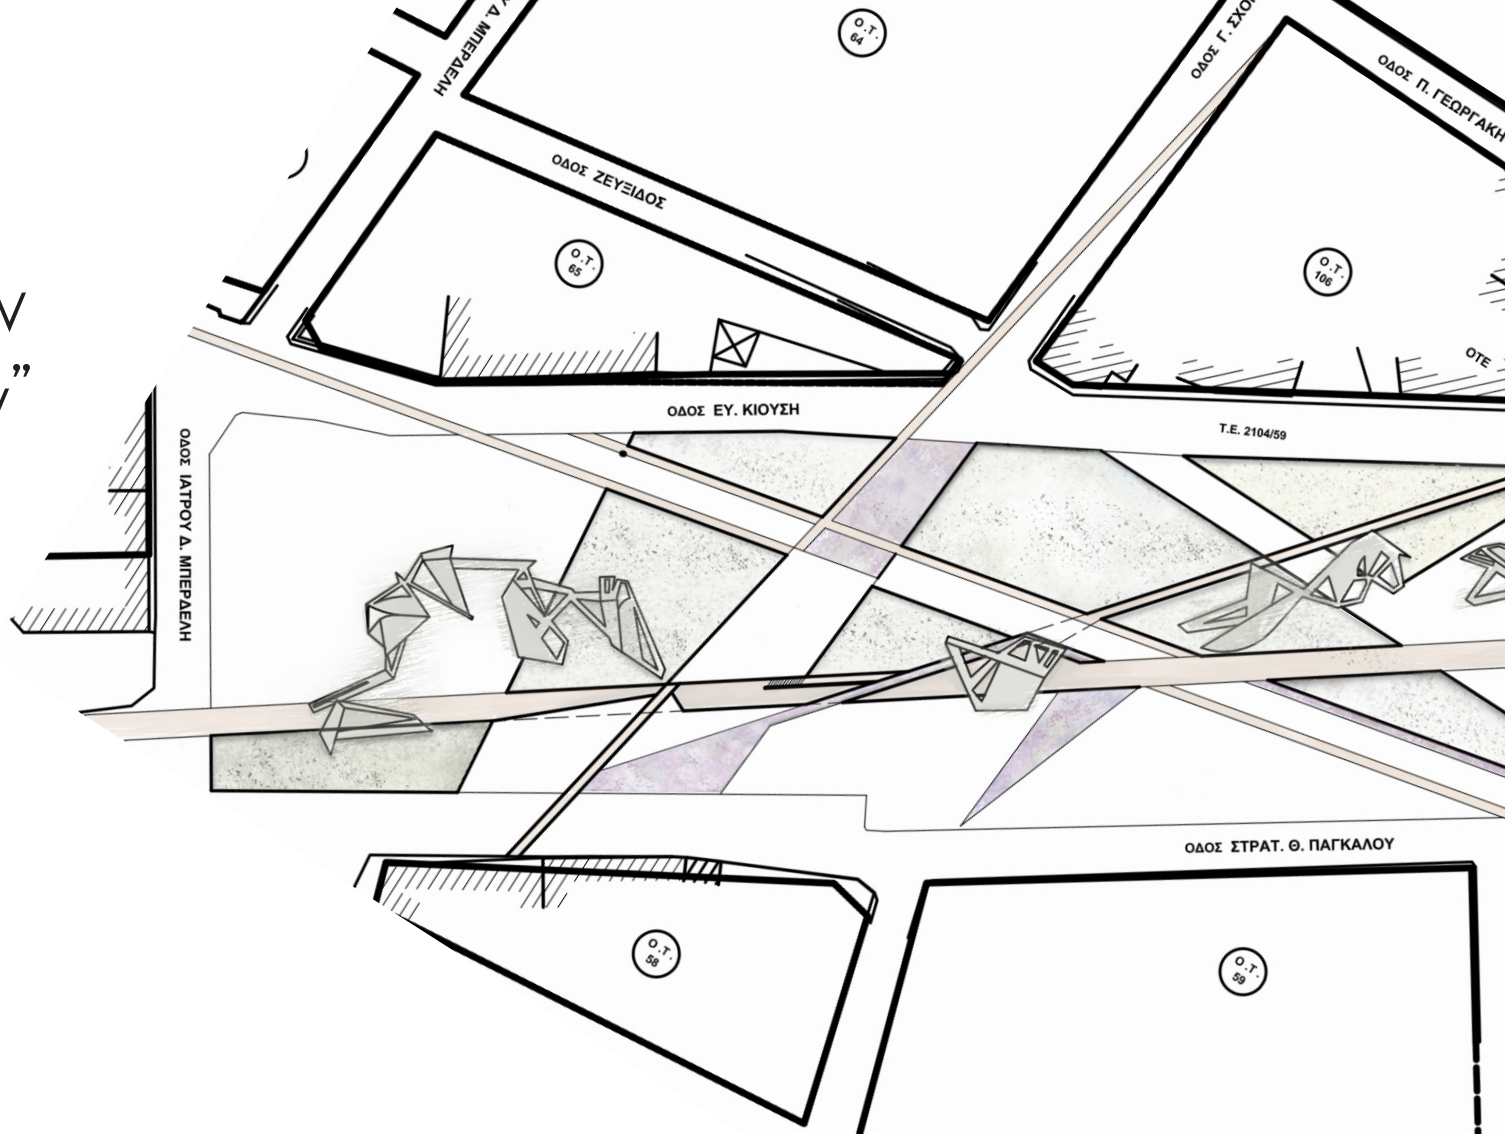 Δ. ΜΠΕΡΔΕΛΗ
Ο.Τ.
64
ΟΔΟΣ Γ. ΣΧΟ
ΟΔΟΣ Π. ΓΕΩΡΓΑΚΗ
ΟΔΟΣ ΖΕΥΞΙΔΟΣ
Ο.Τ.
65
Ο.Τ.
106
ΟΤΕ
ΟΔΟΣ ΕΥ. ΚΙΟΥΣΗ
Τ.Ε. 2104/59
ΟΔΟΣ ΙΑΤΡΟΥ Δ. ΜΠΕΡΔΕΛΗ
ΟΔΟΣ ΣΤΡΑΤ. Θ. ΠΑΓΚΑΛΟΥ
Ο.Τ.
58
Ο.Τ.
59